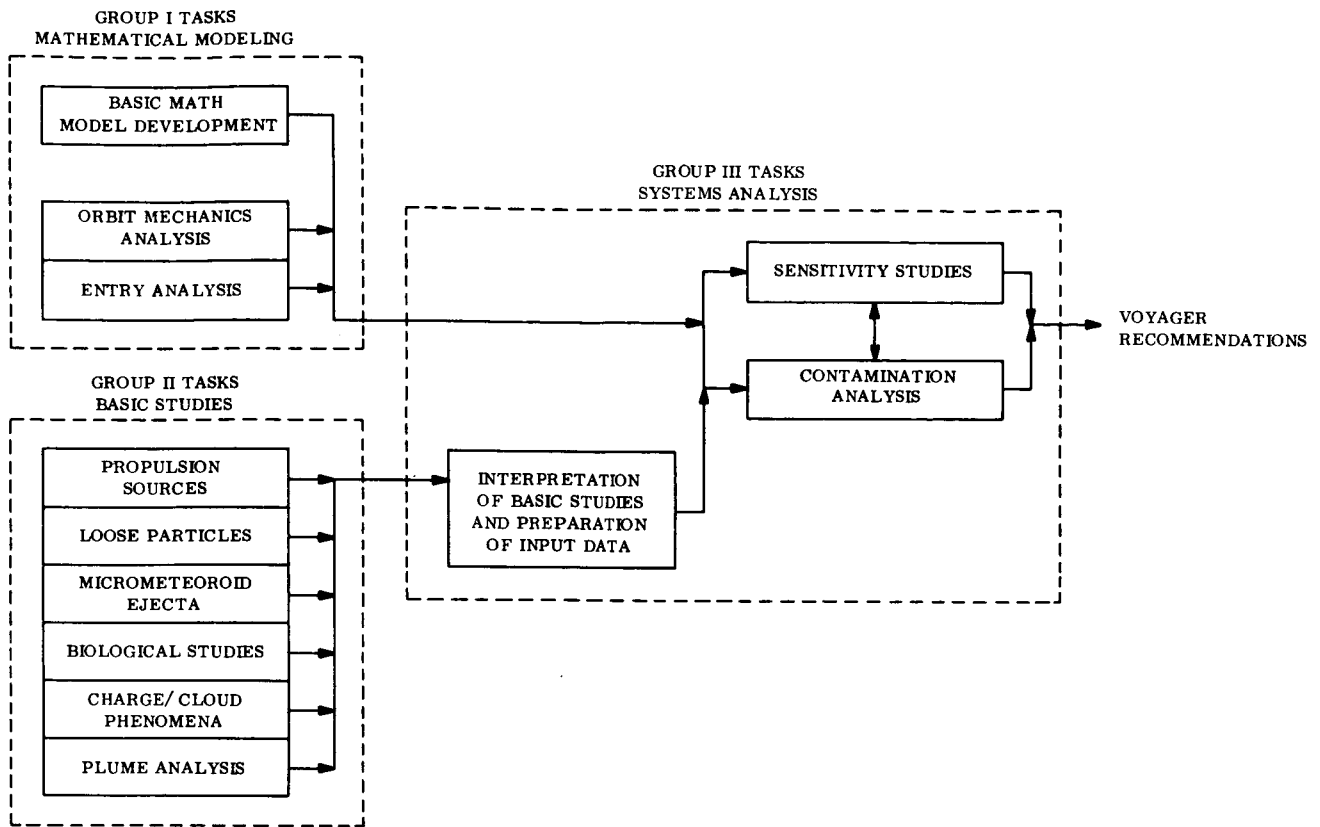 GROUP I TASKS
MATHEMATICAL MODELING
BASIC MATH
MODEL DEVELOPMENT
ORBIT MECHANICS
ANALYSIS
ENTRY ANALYSIS
GROUP II TASKS
BASIC STUDIES
PROPULSION
SOURCES
LOOSE PARTICLES
MICROMETEOROID
EJECTA
BIOLOGICAL STUDIES
CHARGE/ CLOUD
PHENOMENA
PLUME ANALYSIS
GROUP III TASKS
SYSTEMS ANALYSIS
INTERPRETATION
OF BASIC STUDIES
AND PREPARATION
OF INPUT DATA
SENSITIVITY STUDIES
CONTAMINATION
ANALYSIS
VOYAGER
RECOMMENDATIONS